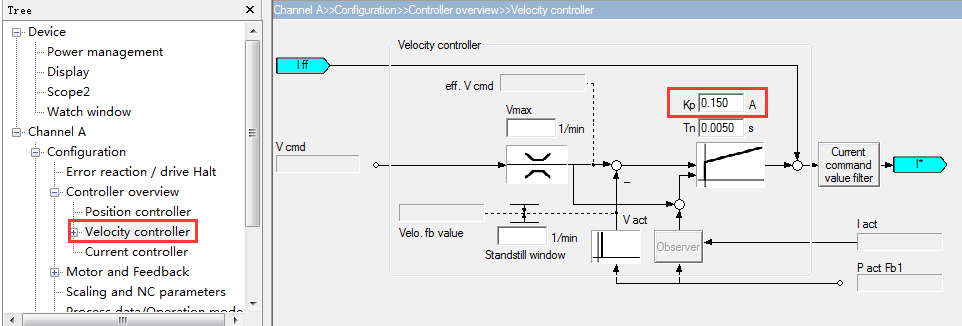 Tree
Device
Power management
Display
Scope2
Watch window
Channel A
Configuration
Error reaction / drive Halt
Controller overview
Position controller
Velocity controller
Current controller
Motor and Feedback
Scaling and NC parameters
Process data/Operation mode
Channel A>>Configuration>>Controller overview>>Velocity controller
Velocity controller
I ff
eff. V cmd
Vmax
1/min
Kp 0.150 A
Tn 0.0050 s
V cmd
Current
command
value filter
I*
Velo. fb value
1/min
Standstill window
V act
Observer
I act
P act Fb1